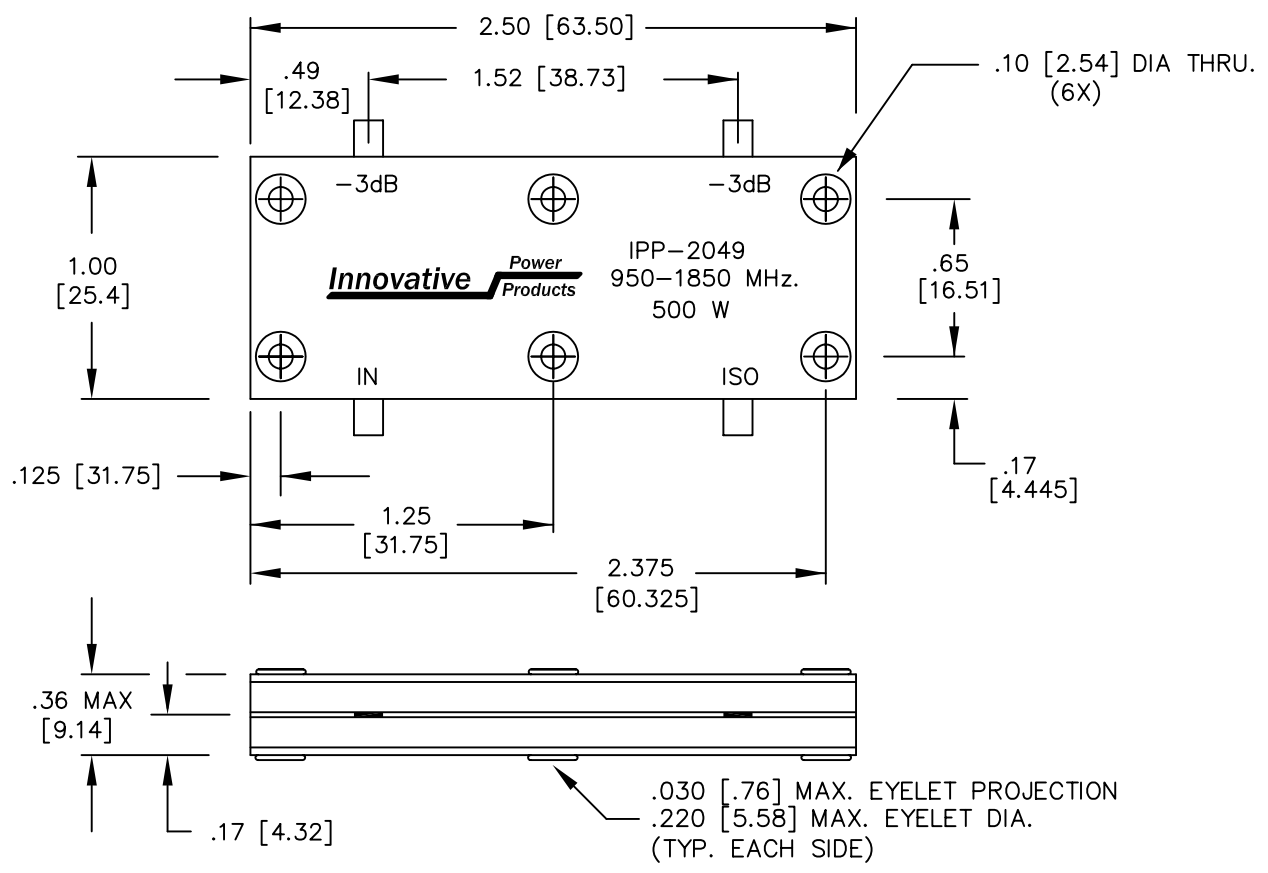 2.50 [63.50]
.49
[12.38]
1.52 [38.73]
.10 [2.54] DIA THRU.
(6X)
-3dB
-3dB
1.00
[25.4]
Innovative Power
Products
IPP-2049
950-1850 MHz.
500 W
.65
[16.51]
IN
ISO
.125 [31.75]
.17
[4.445]
1.25
[31.75]
2.375
[60.325]
.36 MAX
[9.14]
.17 [4.32]
.030 [.76] MAX. EYELET PROJECTION
.220 [5.58] MAX. EYELET DIA.
(TYP. EACH SIDE)